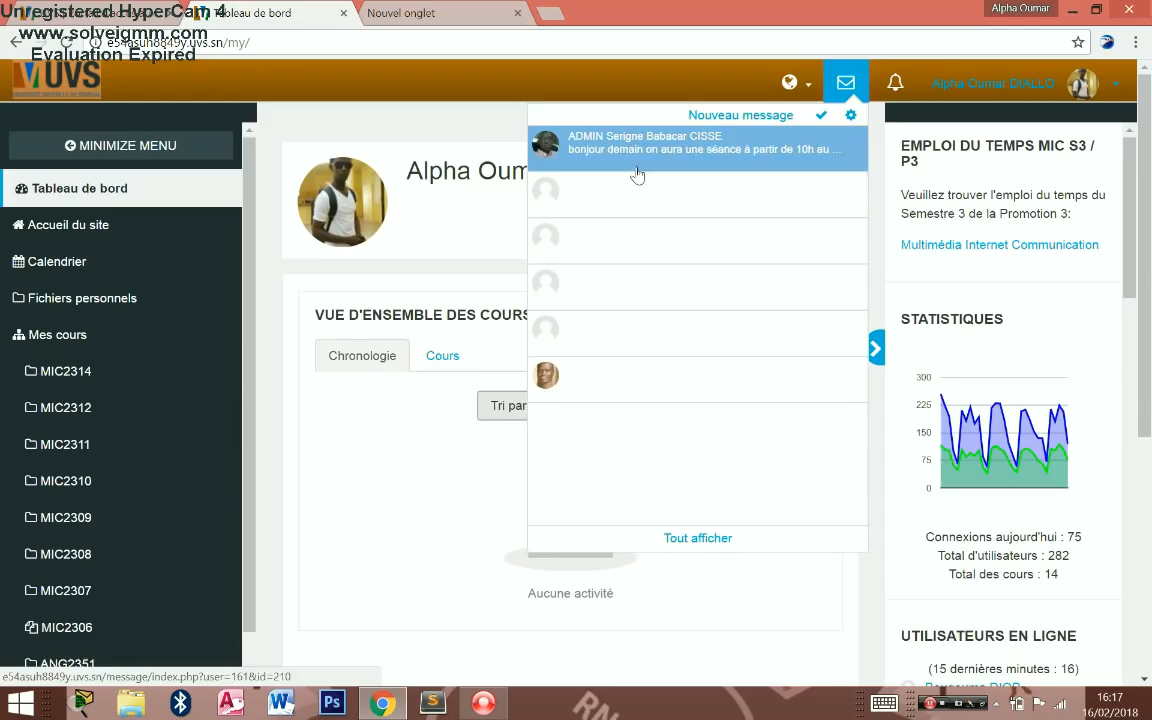 Unregistered HyperCam 4
www.solveigmm.com
Evaluation Expired
Tableau de bord
Nouvel onglet
Alpha Oumar
e54asuh8849y.uvs.sn/my/
UVS
Alpha Oumar DIALLO
Nouveau message
MINIMIZE MENU
Tableau de bord
Accueil du site
Calendrier
Fichiers personnels
Mes cours
MIC2314
MIC2312
MIC2311
MIC2310
MIC2309
MIC2308
MIC2307
MIC2306
ANG2351
Alpha Oum
ADMIN Serigne Babacar CISSE
bonjour demain on aura une séance à partir de 10h au ...
VUE D'ENSEMBLE DES COURS
Chronologie
Cours
Tri par
Tout afficher
Aucune activité
EMPLOI DU TEMPS MIC S3 /
P3
Veuillez trouver l'emploi du temps du
Semestre 3 de la Promotion 3:
Multimédia Internet Communication
STATISTIQUES
300
225
150
75
0
Connexions aujourd'hui : 75
Total d'utilisateurs : 282
Total des cours : 14
UTILISATEURS EN LIGNE
(15 dernières minutes : 16)
e54asuh8849y.uvs.sn/message/index.php?user=161&id=210
16:17
16/02/2018